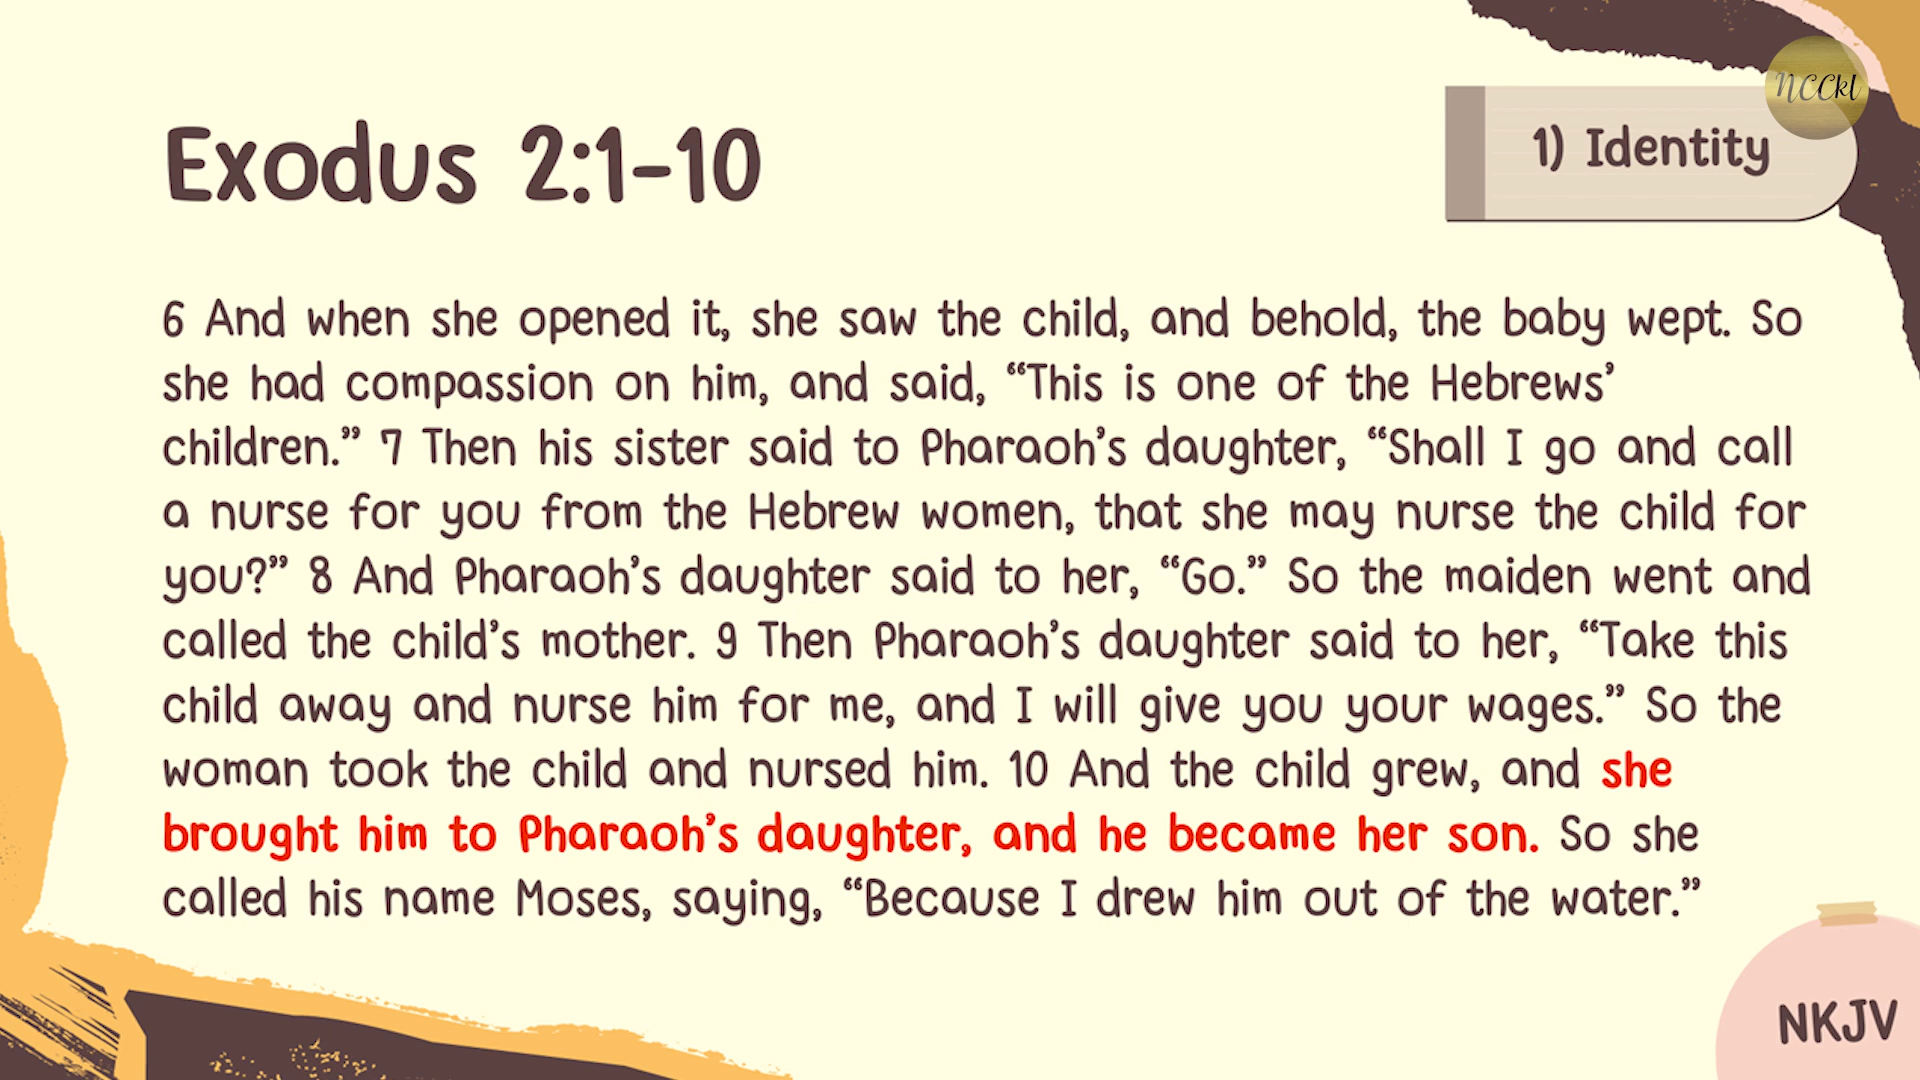 NCCkl
Exodus 2:1-10
1) Identity
6 And when she opened it, she saw the child, and behold, the baby wept. So
she had compassion on him, and said, “This is one of the Hebrews’
children.” 7 Then his sister said to Pharaoh’s daughter, “Shall I go and call
a nurse for you from the Hebrew women, that she may nurse the child for
you?” 8 And Pharaoh’s daughter said to her, “Go.” So the maiden went and
called the child’s mother. 9 Then Pharaoh’s daughter said to her, “Take this
child away and nurse him for me, and I will give you your wages.” So the
woman took the child and nursed him. 10 And the child grew, and she
brought him to Pharaoh’s daughter, and he became her son. So she
called his name Moses, saying, “Because I drew him out of the water.”
NKJV